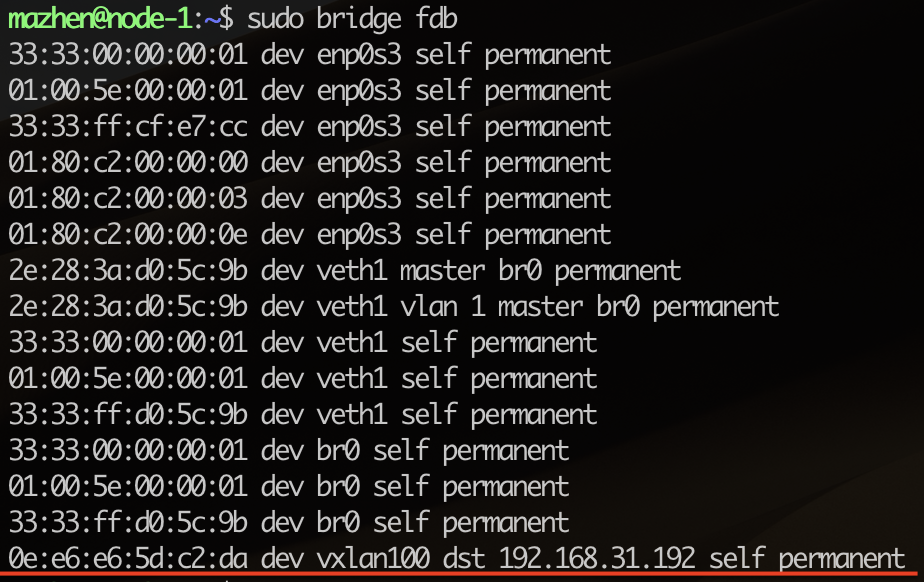 mazhen@node-1:~$ sudo bridge fdb
33:33:00:00:00:01 dev enp0s3 self permanent
01:00:5e:00:00:01 dev enp0s3 self permanent
33:33:ff:cf:e7:cc dev enp0s3 self permanent
01:80:c2:00:00:00 dev enp0s3 self permanent
01:80:c2:00:00:03 dev enp0s3 self permanent
01:80:c2:00:00:0e dev enp0s3 self permanent
2e:28:3a:d0:5c:9b dev veth1 master br0 permanent
2e:28:3a:d0:5c:9b dev veth1 vlan 1 master br0 permanent
33:33:00:00:00:01 dev veth1 self permanent
01:00:5e:00:00:01 dev veth1 self permanent
33:33:ff:d0:5c:9b dev veth1 self permanent
33:33:00:00:00:01 dev br0 self permanent
01:00:5e:00:00:01 dev br0 self permanent
33:33:ff:d0:5c:9b dev br0 self permanent
0e:e6:e6:5d:c2:da dev vxlan100 dst 192.168.31.192 self permanent